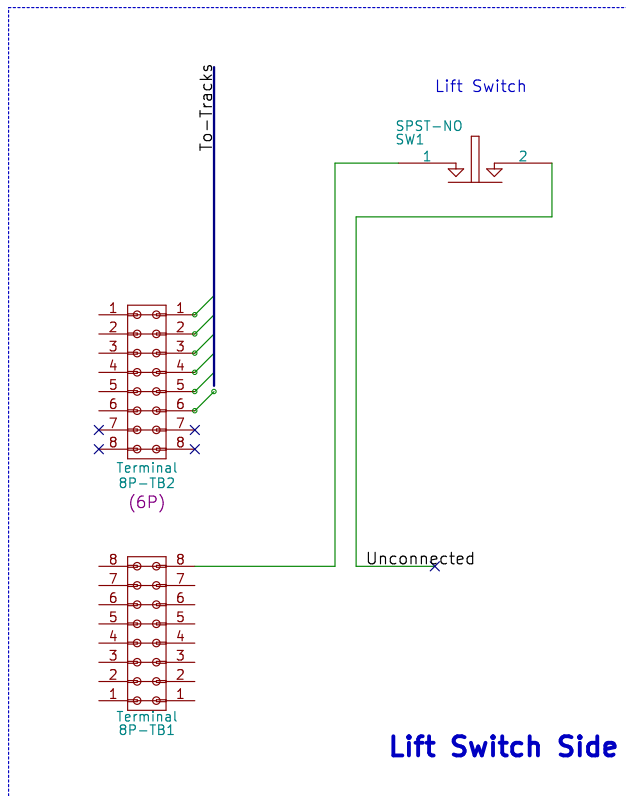 To-Tracks
Lift Switch
SPST-NO
SW1
1 2
1 1
2 2
3 3
4 4
5 5
6 6
7 7
8 8
Terminal
8P-TB2
(6P)
Unconnected
8 8
7 7
6 6
5 5
4 4
3 3
2 2
1 1
Terminal
8P-TB1
Lift Switch Side